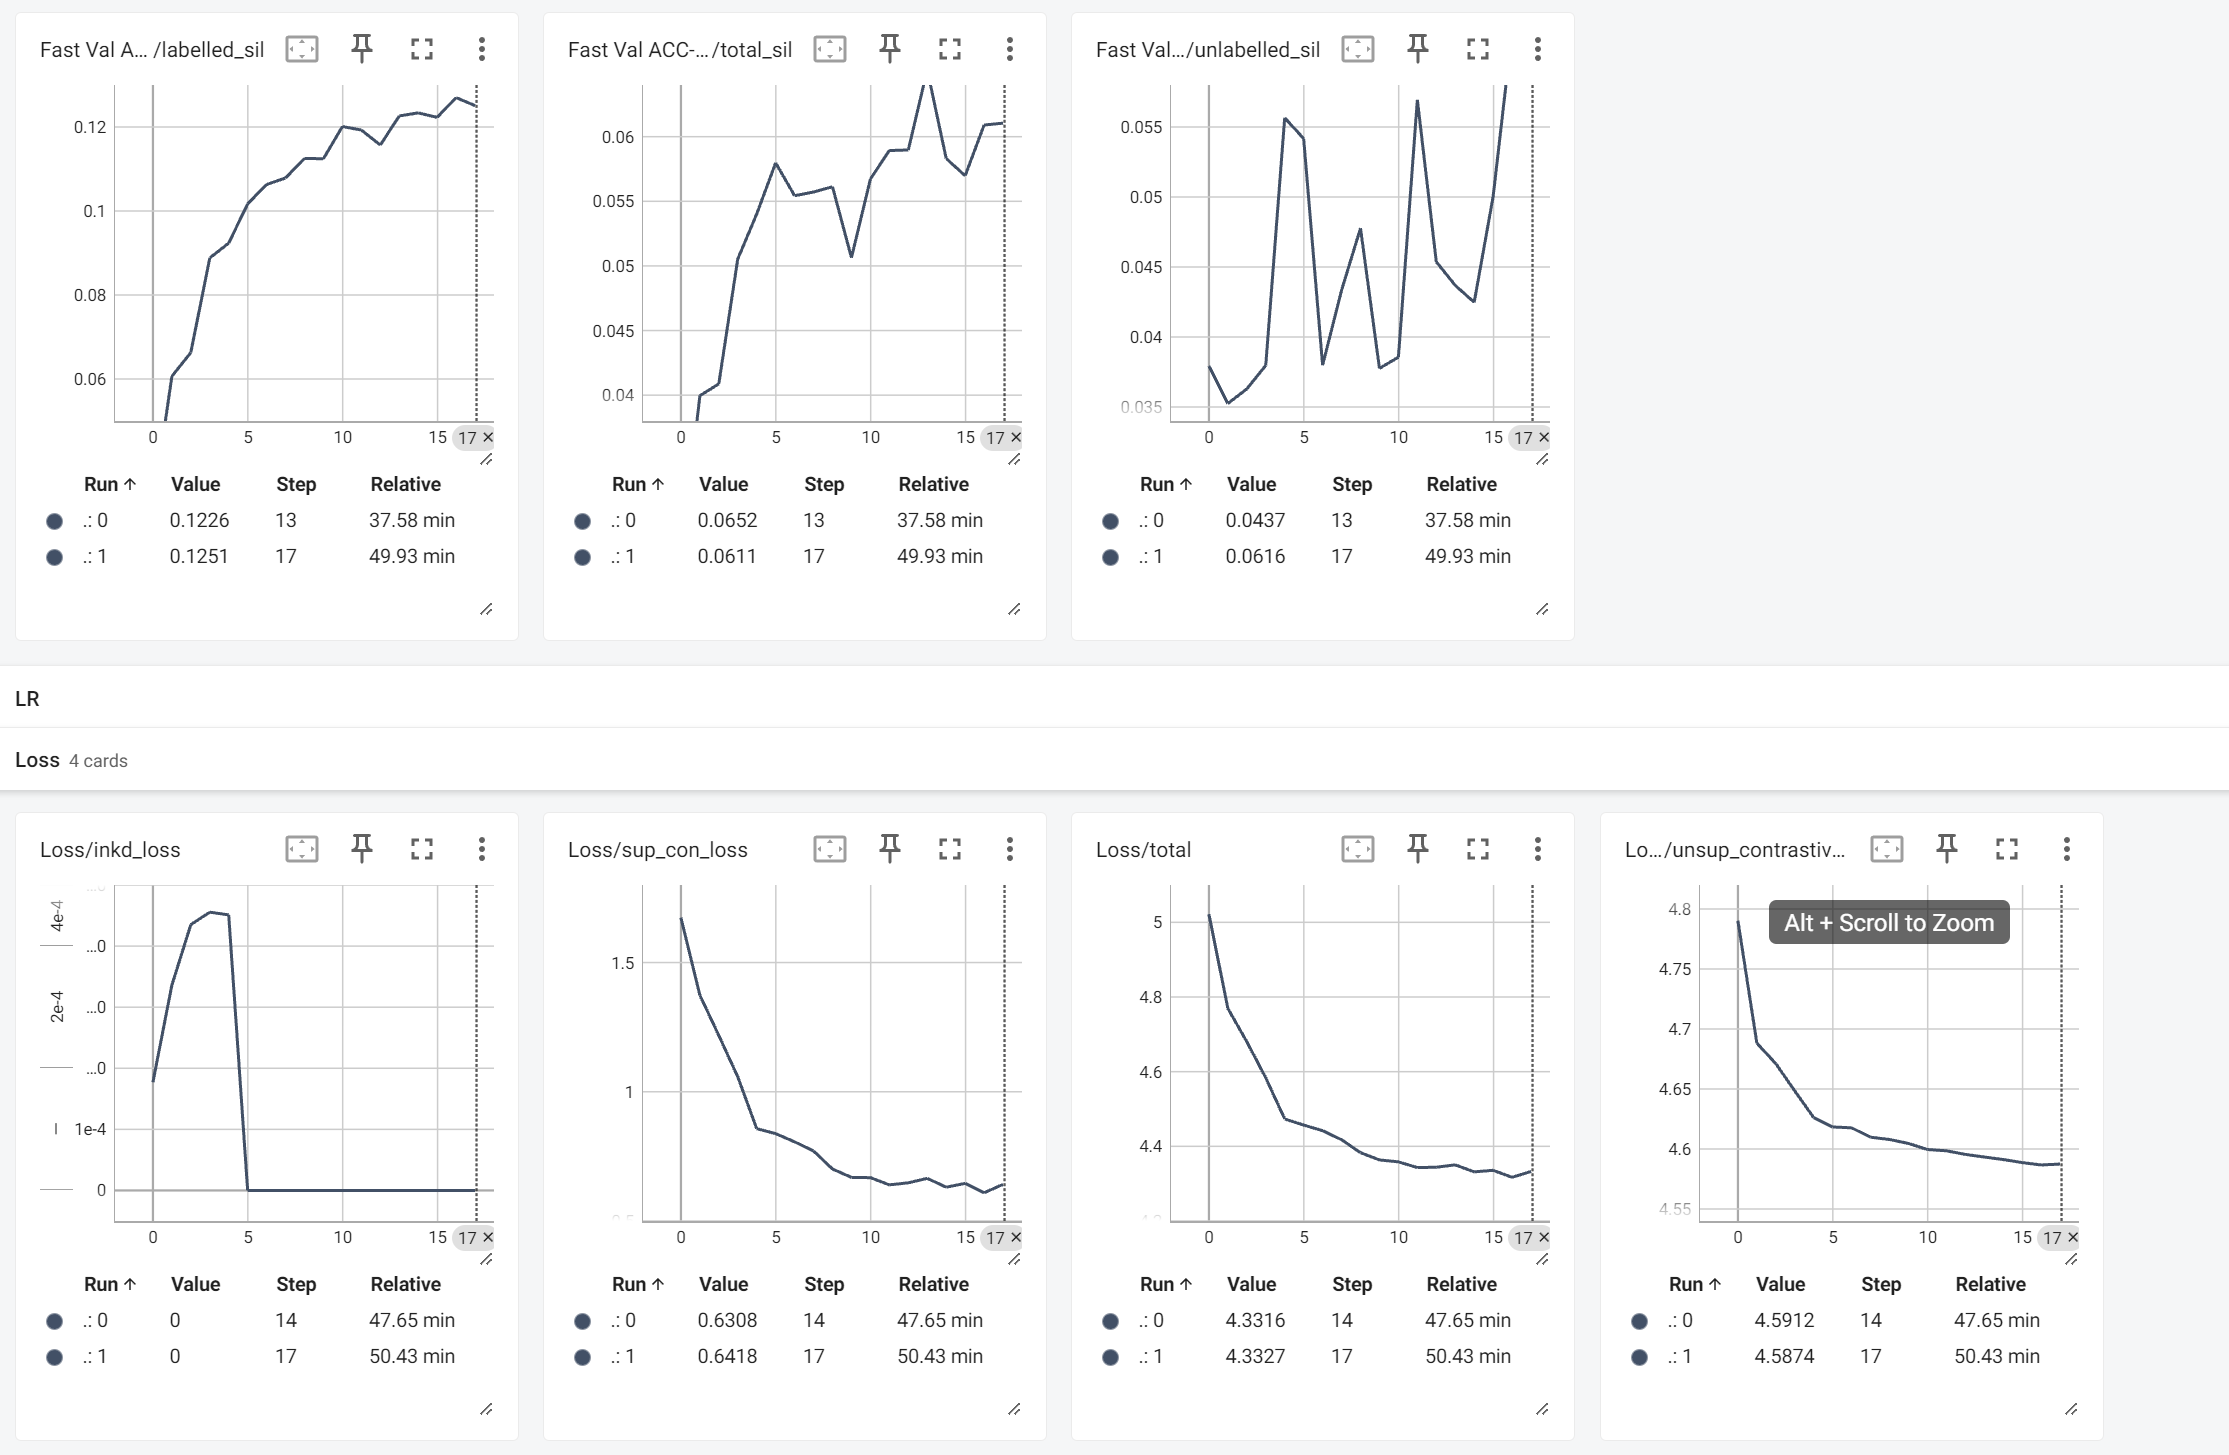 Fast Val A... /labelled_sil
0.12
0.1
0.08
0.06
0 5 10 15 17 ×
Run ↑ Value Step Relative
.: 0 0.1226 13 37.58 min
.: 1 0.1251 17 49.93 min
Fast Val ACC-... /total_sil
0.06
0.055
0.05
0.045
0.04
0 5 10 15 17 ×
Run ↑ Value Step Relative
.: 0 0.0652 13 37.58 min
.: 1 0.0611 17 49.93 min
Fast Val... /unlabelled_sil
0.055
0.05
0.045
0.04
0.035
0 5 10 15 17 ×
Run ↑ Value Step Relative
.: 0 0.0437 13 37.58 min
.: 1 0.0616 17 49.93 min
LR
Loss 4 cards
Loss/inkd_loss
4e-4
2e-4
...0
...0
...0
...0
1e-4
0
0 5 10 15 17 ×
Run ↑ Value Step Relative
.: 0 0 14 47.65 min
.: 1 0 17 50.43 min
Loss/sup_con_loss
1.5
1
0 5 10 15 17 ×
Run ↑ Value Step Relative
.: 0 0.6308 14 47.65 min
.: 1 0.6418 17 50.43 min
Loss/total
5
4.8
4.6
4.4
0 5 10 15 17 ×
Run ↑ Value Step Relative
.: 0 4.3316 14 47.65 min
.: 1 4.3327 17 50.43 min
Lo... /unsup_contrastiv...
Alt + Scroll to Zoom
4.8
4.75
4.7
4.65
4.6
4.55
0 5 10 15 17 ×
Run ↑ Value Step Relative
.: 0 4.5912 14 47.65 min
.: 1 4.5874 17 50.43 min